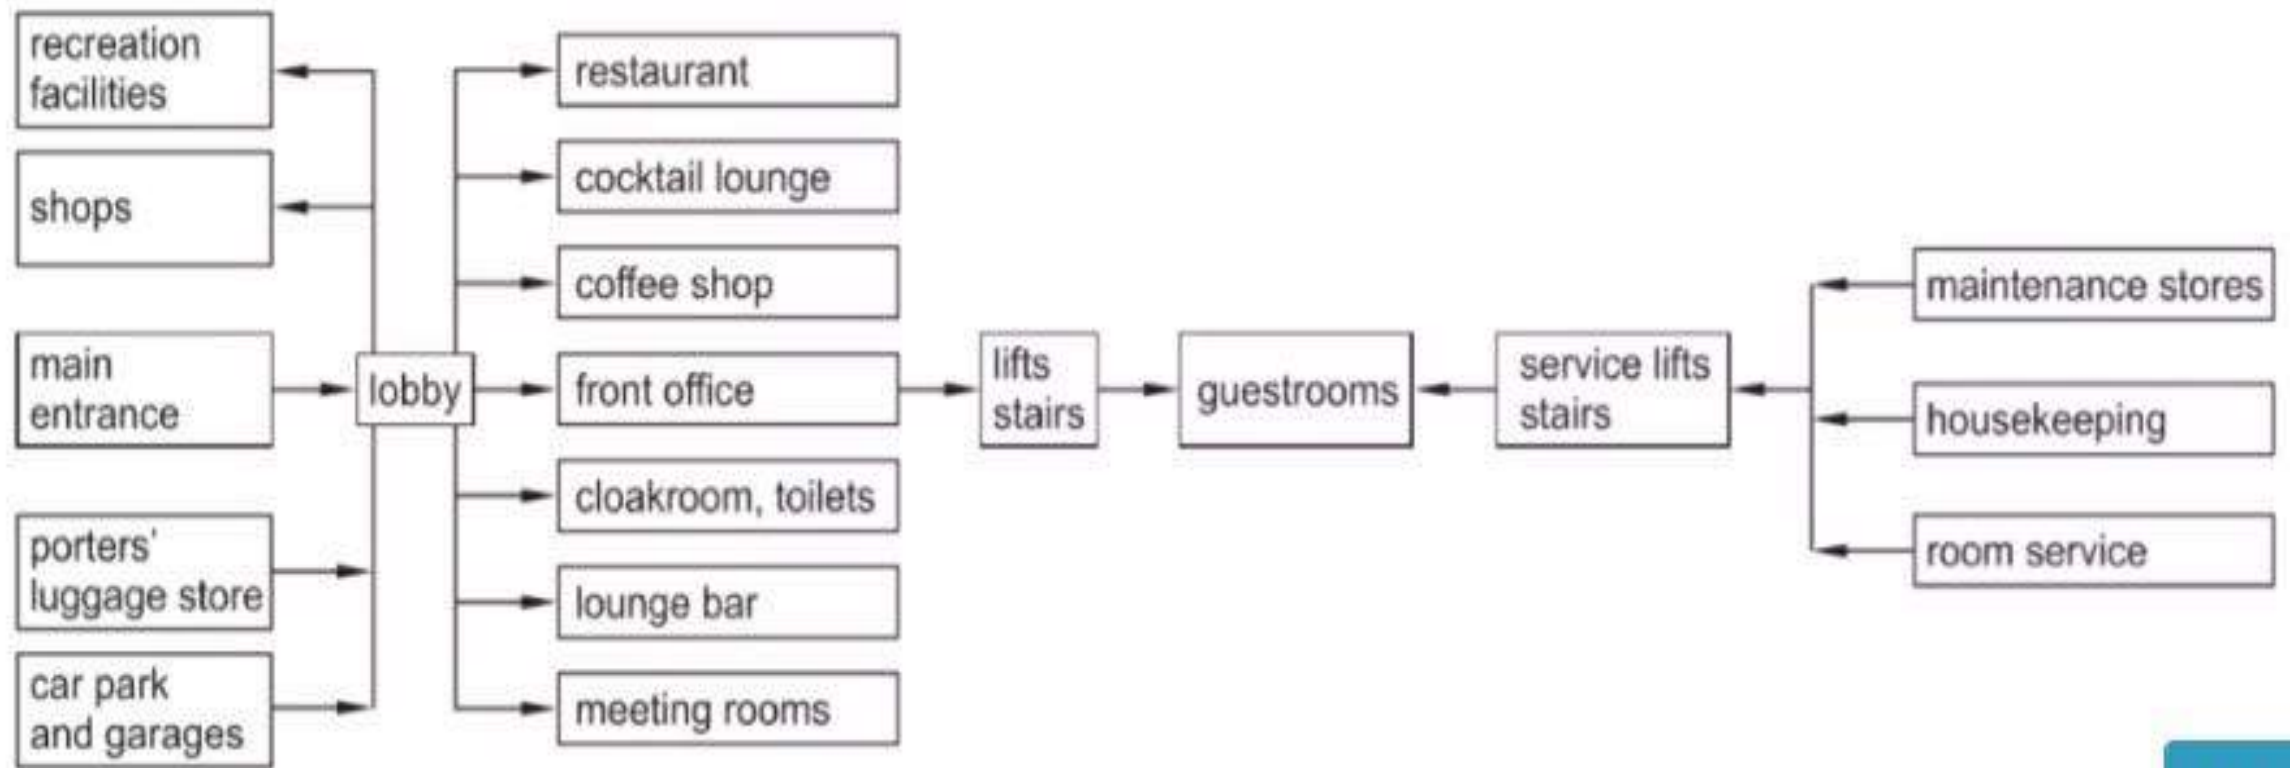 recreation
facilities
shops
main
entrance
porters'
luggage store
car park
and garages
lobby
restaurant
cocktail lounge
coffee shop
front office
cloakroom, toilets
lounge bar
meeting rooms
lifts
stairs
guestrooms
service lifts
stairs
maintenance stores
housekeeping
room service